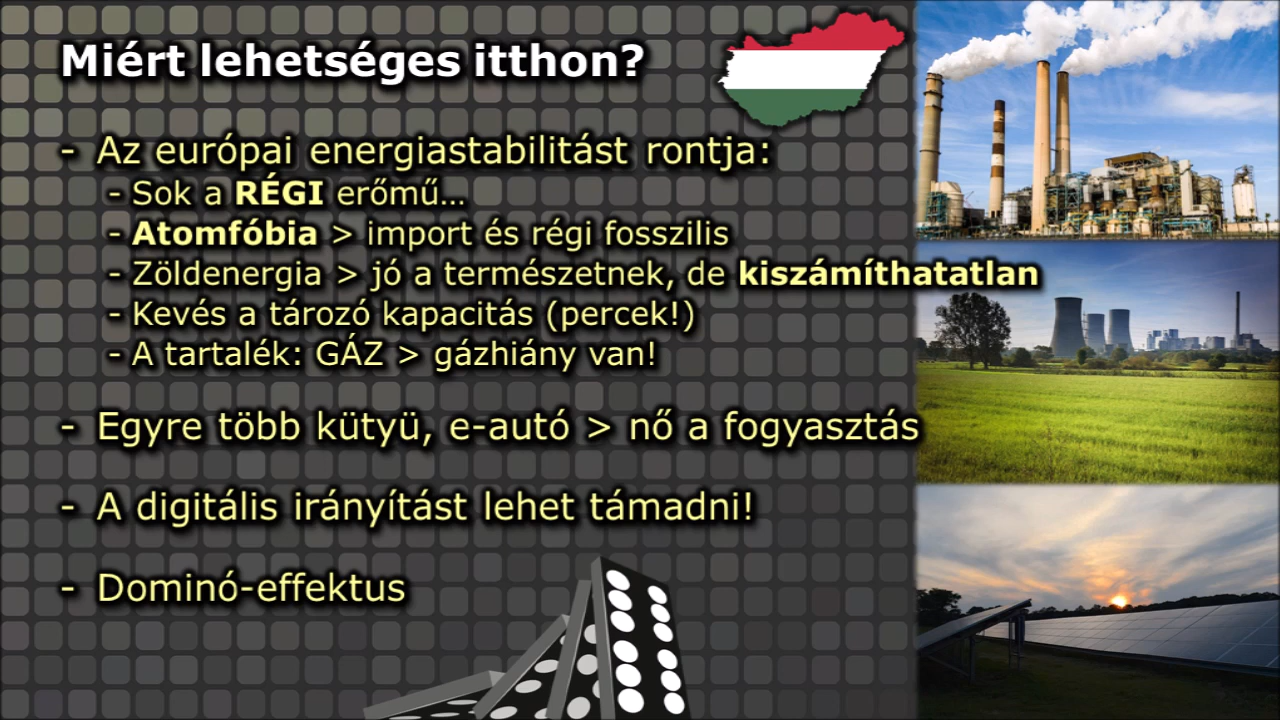 Miért lehetséges itthon?
- Az európai energiastabilitást rontja:
- Sok a RÉGI erőmű...
- Atomfóbia > import és régi fosszilis
- Zöldenergia > jó a természetnek, de kiszámíthatatlan
- Kevés a tározó kapacitás (percek!)
- A tartalék: GÁZ > gázhiány van!
- Egyre több kütyü, e-autó > nő a fogyasztás
- A digitális irányítást lehet támadni!
- Dominó-effektus